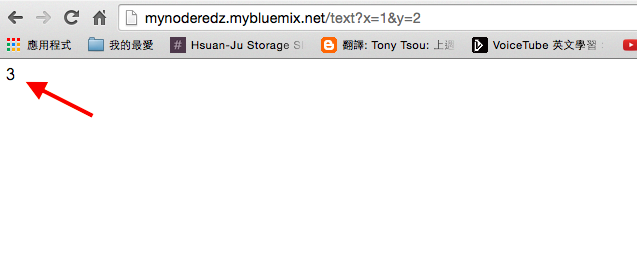 mynoderedz.mybluemix.net/text?x=1&y=2
應用程式 我的最愛 # Hsuan-Ju Storage 翻譯: Tony Tsou: 上週 VoiceTube 英文學習
3